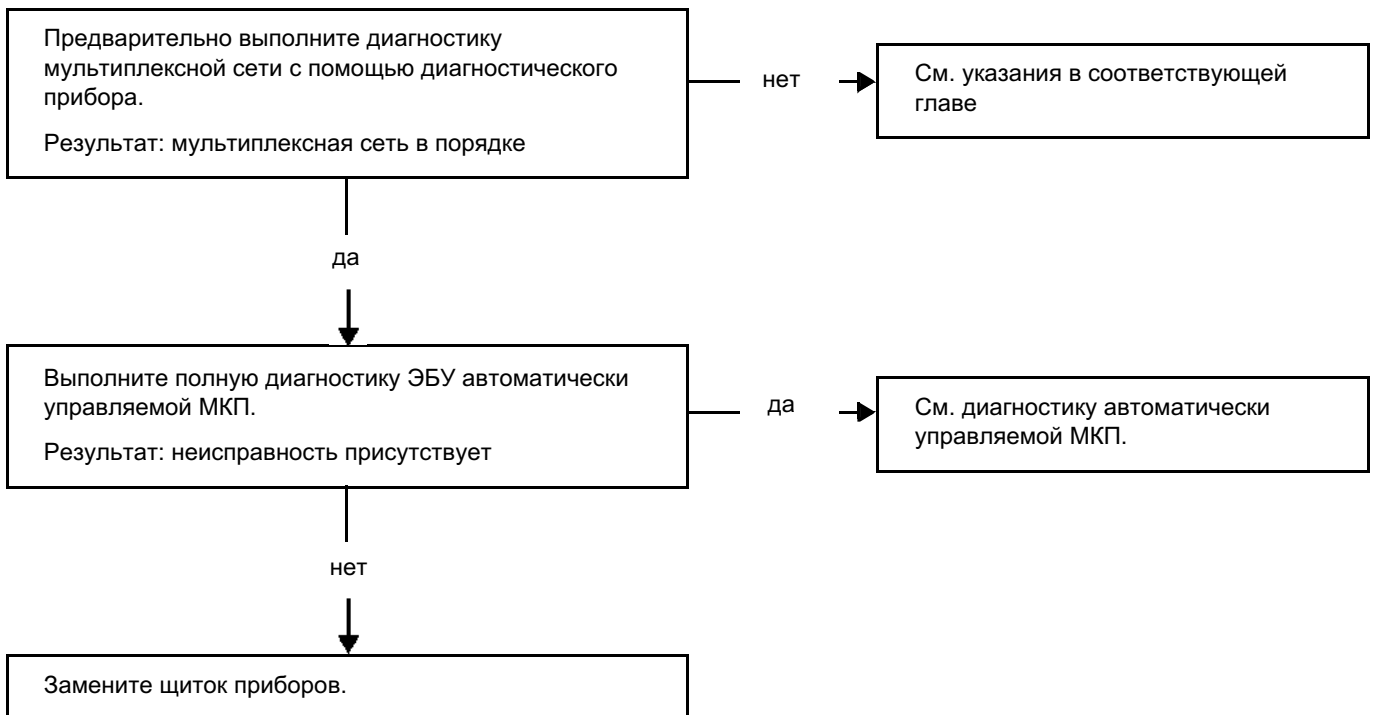 Предварительно выполните диагностику
мультиплексной сети с помощью диагностического
прибора.
Результат: мультиплексная сеть в порядке
нет
См. указания в соответствующей
главе
да
Выполните полную диагностику ЭБУ автоматически
управляемой МКП.
Результат: неисправность присутствует
да
См. диагностику автоматически
управляемой МКП.
нет
Замените щиток приборов.